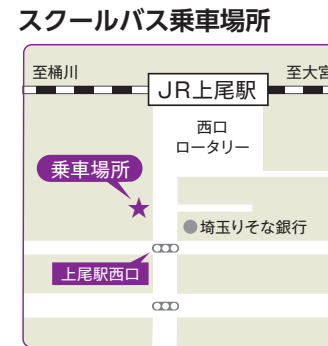 スクールバス乗車場所
至桶川
JR上尾駅
至大宮
西口
ロータリー
乗車場所
埼玉りそな銀行
上尾駅西口